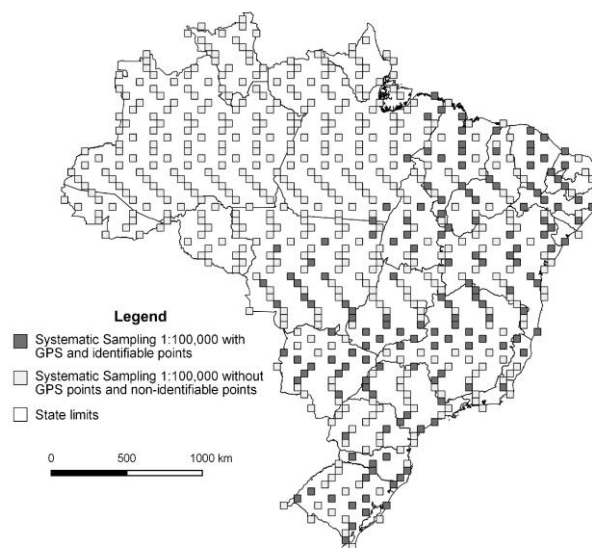 Legend
Systematic Sampling 1:100,000 with
GPS and identifiable points
Systematic Sampling 1:100,000 without
GPS points and non-identifiable points
State limits
0 500 1000 km